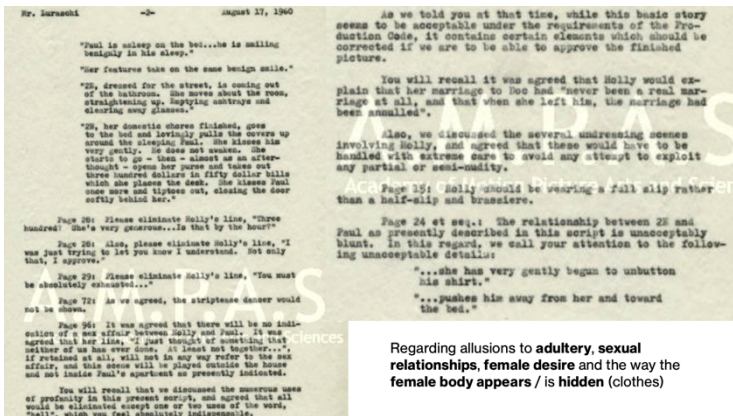 Mr. Luraschi -2- August 17, 1960
"Paul is asleep on the bed...he is smiling
benignly in his sleep."
"Her features take on the same benign smile."
"2E, dressed for the street, is coming out
of the bathroom. She moves about the room,
straightening up. Emptying ashtrays and
clearing away glasses."
"2E, her domestic chores finished, goes
to the bed and lovingly pulls the covers up
around the sleeping Paul. She kisses him
very gently. He does not awaken. She
starts to go - then - almost as an after-
thought - opens her purse and takes out
three hundred dollars in fifty dollar bills
which she places the desk. She kisses Paul
once more and tiptoes out, closing the door
softly behind her."
Page 28: Please eliminate Holly's line, "Three
hundred? She's very generous...Is that by the hour?"
Page 28: Also, please eliminate Holly's line, "I
was just trying to let you know I understand. Not only
that, I approve."
Page 29: Please eliminate Holly's line, "You must
be absolutely exhausted..."
Page 72: As we agreed, the striptease dancer would
not be shown.
Page 96: It was agreed that there will be no indi-
cation of a sex affair between Holly and Paul. It was
agreed that her line, "I just thought of something that
neither of us has ever done. At least not together...",
if retained at all, will not in any way refer to the sex
affair, and this scene will be played outside the house
and not inside Paul's apartment as presently indicated.
You will recall that we discussed the numerous uses
of profanity in this present script, and agreed that all
would be eliminated except one or two uses of the word,
"hell", which you feel absolutely indispensable.
A.M.P.A.S
Sciences
As we told you at that time, while this basic story
seems to be acceptable under the requirements of the Pro-
duction Code, it contains certain elements which should be
corrected if we are to be able to approve the finished
picture.
You will recall it was agreed that Holly would ex-
plain that her marriage to Doc had "never been a real mar-
riage at all, and that when she left him, the marriage had
been annulled".
Also, we discussed the several undressing scenes
involving Holly, and agreed that these would have to be
handled with extreme care to avoid any attempt to exploit
any partial or semi-nudity.
Page 15: Holly should be wearing a full slip rather
than a half-slip and brassiere.
Page 24 et seq.: The relationship between 2E and
Paul as presently described in this script is unacceptably
blunt. In this regard, we call your attention to the follow-
ing unacceptable details:
"...she has very gently begun to unbutton
his shirt."
"...pushes him away from her and toward
the bed."
A.M.P.A.S
Academy of Motion Picture Arts and Sciences
Regarding allusions to adultery, sexual
relationships, female desire and the way the
female body appears / is hidden (clothes)